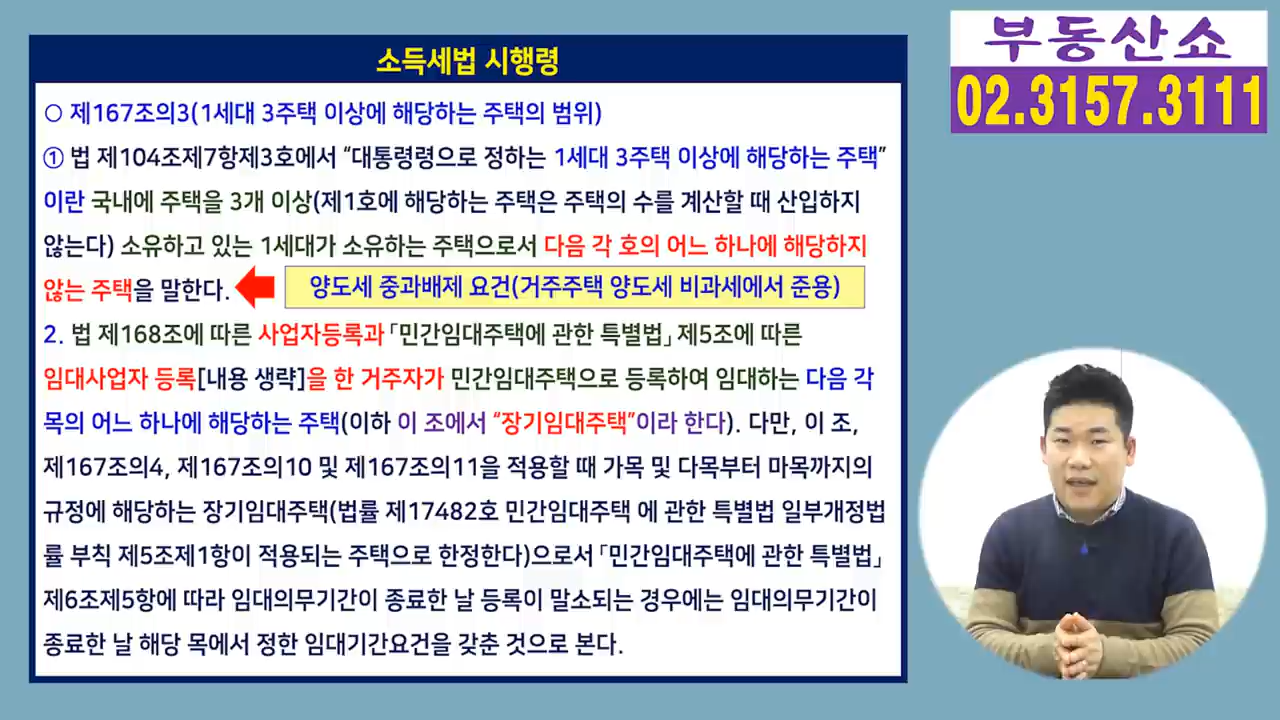 소득세법 시행령
부동산쇼
02.3157.3111
○ 제167조의3(1세대 3주택 이상에 해당하는 주택의 범위)
① 법 제104조제7항제3호에서 “대통령령으로 정하는 1세대 3주택 이상에 해당하는 주택”
이란 국내에 주택을 3개 이상(제1호에 해당하는 주택은 주택의 수를 계산할 때 산입하지
않는다) 소유하고 있는 1세대가 소유하는 주택으로서 다음 각 호의 어느 하나에 해당하지
않는 주택을 말한다.
양도세 중과배제 요건(거주주택 양도세 비과세에서 준용)
2. 법 제168조에 따른 사업자등록과 「민간임대주택에 관한 특별법」 제5조에 따른
임대사업자 등록[내용 생략]을 한 거주자가 민간임대주택으로 등록하여 임대하는 다음 각
목의 어느 하나에 해당하는 주택(이하 이 조에서 “장기임대주택”이라 한다). 다만, 이 조,
제167조의4, 제167조의10 및 제167조의11을 적용할 때 가목 및 다목부터 마목까지의
규정에 해당하는 장기임대주택(법률 제17482호 민간임대주택 에 관한 특별법 일부개정법
률 부칙 제5조제1항이 적용되는 주택으로 한정한다)으로서 「민간임대주택에 관한 특별법」
제6조제5항에 따라 임대의무기간이 종료한 날 등록이 말소되는 경우에는 임대의무기간이
종료한 날 해당 목에서 정한 임대기간요건을 갖춘 것으로 본다.